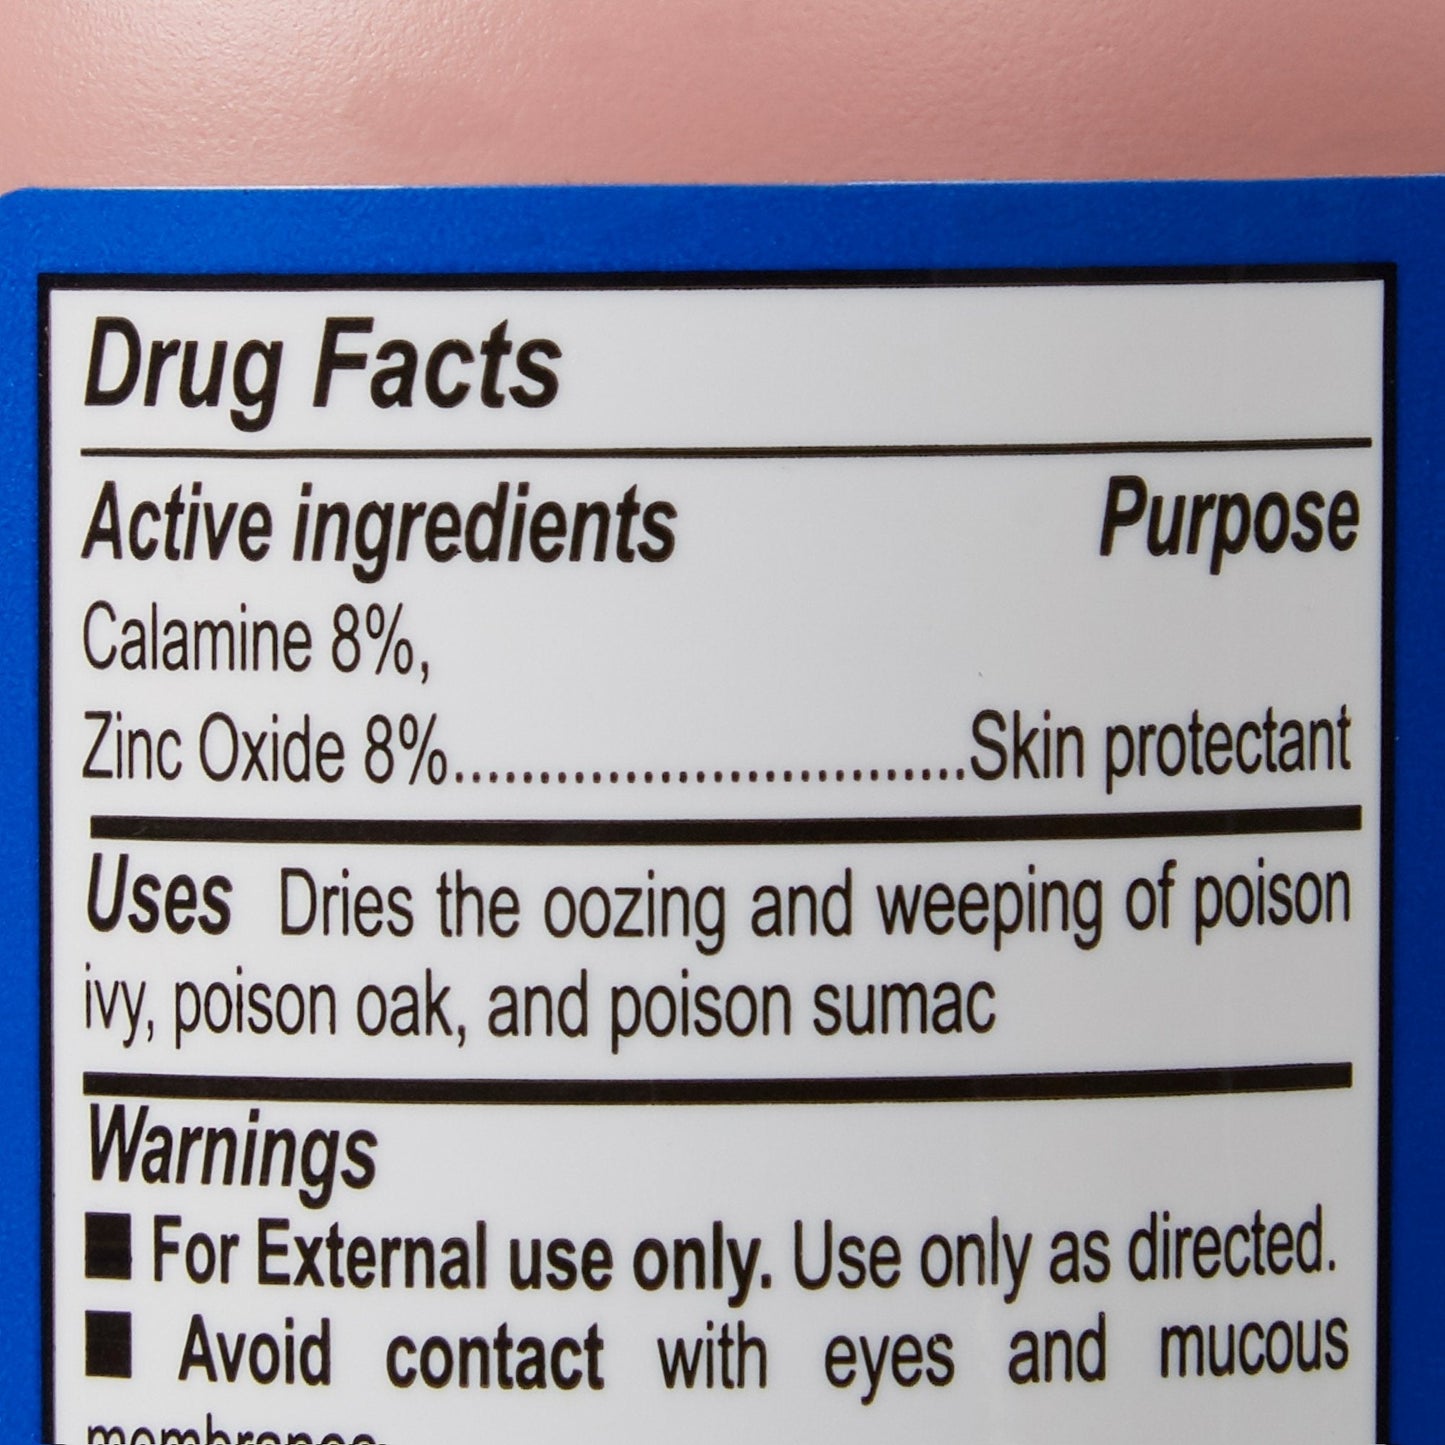 Drug Facts
Active ingredients Purpose
Calamine 8%,
Zinc Oxide 8%.....................................Skin protectant
Uses Dries the oozing and weeping of poison
ivy, poison oak, and poison sumac
Warnings
■ For External use only. Use only as directed.
■ Avoid contact with eyes and mucous
membranes